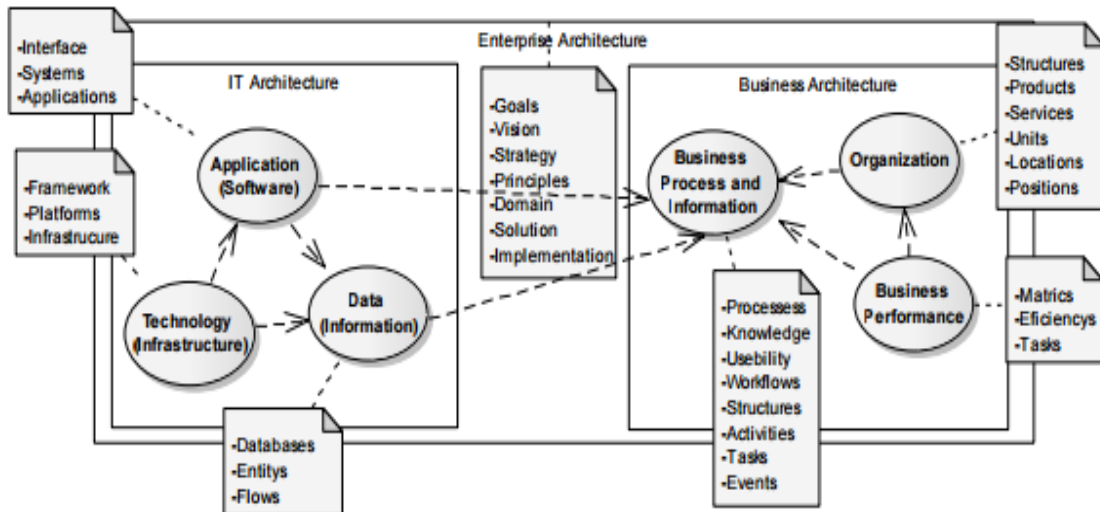 -Interface
-Systems
-Applications
Enterprise Architecture
IT Architecture
Business Architecture
-Structures
-Products
-Services
-Units
-Locations
-Positions
-Goals
-Vision
-Strategy
-Principles
-Domain
-Solution
-Implementation
Application
(Software)
Business
Process and
Information
Organization
-Framework
-Platforms
-Infrasrucure
Technology
(Infrastructure)
Data
(Information)
Business
Performance
-Matrics
-Eficiencys
-Tasks
-Processess
-Knowledge
-Usebility
-Workflows
-Structures
-Activities
-Tasks
-Events
-Databases
-Entitys
-Flows